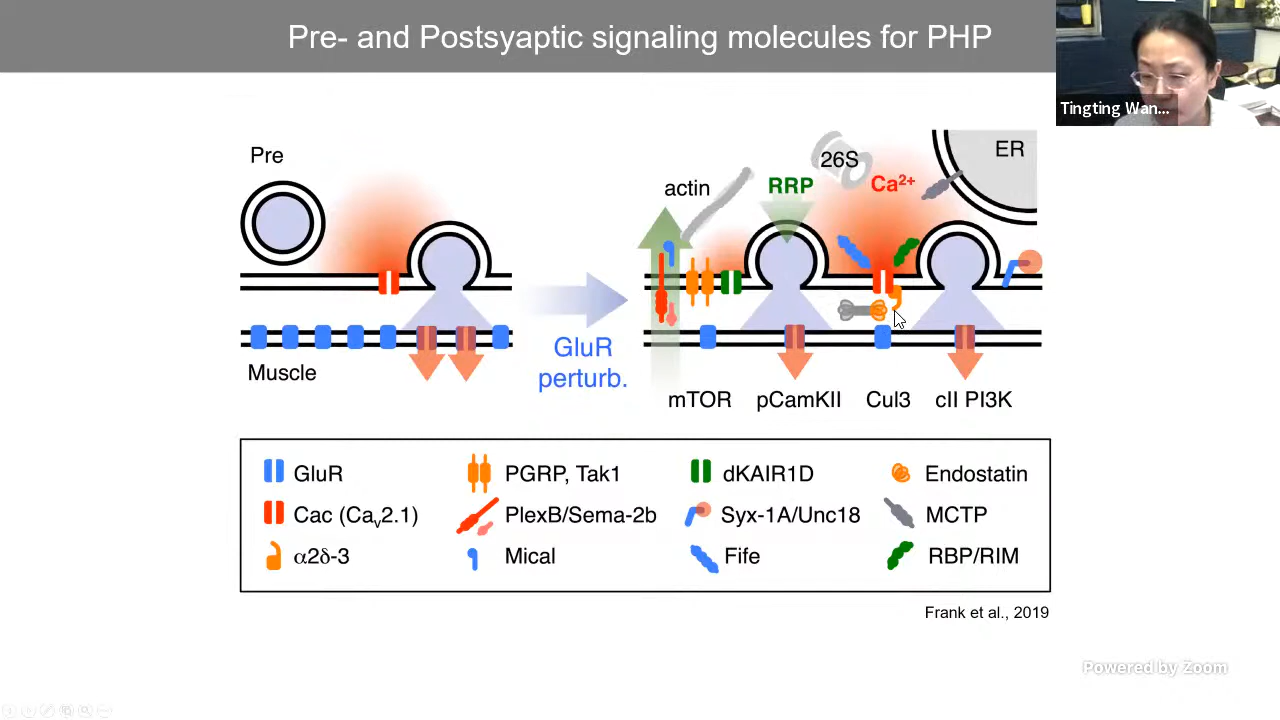 Pre- and Postsyaptic signaling molecules for PHP
Tingting Wan...
Pre
Muscle
GluR
perturb.
actin
RRP
26S
Ca²⁺
ER
mTOR
pCamKII
Cul3
cII PI3K
GluR
PGRP, Tak1
dKAIR1D
Endostatin
Cac (Caᵥ2.1)
PlexB/Sema-2b
Syx-1A/Unc18
MCTP
α2δ-3
Mical
Fife
RBP/RIM
Frank et al., 2019
Powered by Zoom